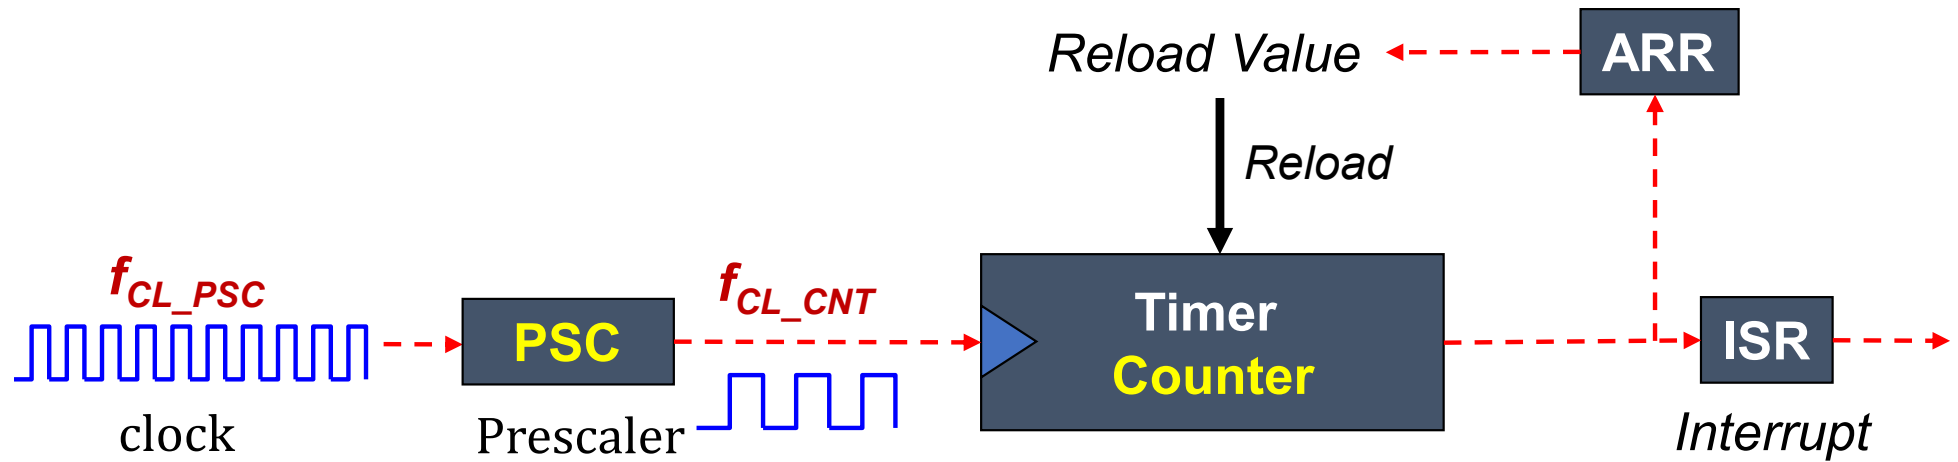 Reload Value
ARR
Reload
f_CL_PSC
f_CL_CNT
PSC
Timer
Counter
ISR
clock
Prescaler
Interrupt